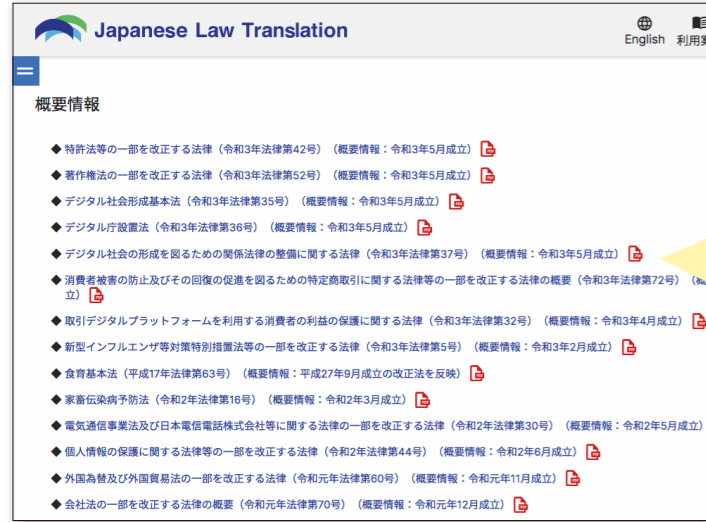 Japanese Law Translation
English 利用案
概要情報
◆ 特許法等の一部を改正する法律（令和3年法律第42号）（概要情報：令和3年5月成立）
◆ 著作権法の一部を改正する法律（令和3年法律第52号）（概要情報：令和3年5月成立）
◆ デジタル社会形成基本法（令和3年法律第35号）（概要情報：令和3年5月成立）
◆ デジタル庁設置法（令和3年法律第36号）（概要情報：令和3年5月成立）
◆ デジタル社会の形成を図るための関係法律の整備に関する法律（令和3年法律第37号）（概要情報：令和3年5月成立）
◆ 消費者被害の防止及びその回復の促進を図るための特定商取引に関する法律等の一部を改正する法律の概要（令和3年法律第72号）（概
立）
◆ 取引デジタルプラットフォームを利用する消費者の利益の保護に関する法律（令和3年法律第32号）（概要情報：令和3年4月成立）
◆ 新型インフルエンザ等対策特別措置法等の一部を改正する法律（令和3年法律第5号）（概要情報：令和3年2月成立）
◆ 食育基本法（平成17年法律第63号）（概要情報：平成27年9月成立の改正法を反映）
◆ 家畜伝染病予防法（令和2年法律第16号）（概要情報：令和2年3月成立）
◆ 電気通信事業法及び日本電信電話株式会社等に関する法律の一部を改正する法律（令和2年法律第30号）（概要情報：令和2年5月成立）
◆ 個人情報の保護に関する法律等の一部を改正する法律（令和2年法律第44号）（概要情報：令和2年6月成立）
◆ 外国為替及び外国貿易法の一部を改正する法律（令和元年法律第60号）（概要情報：令和元年11月成立）
◆ 会社法の一部を改正する法律の概要（令和元年法律第70号）（概要情報：令和元年12月成立）